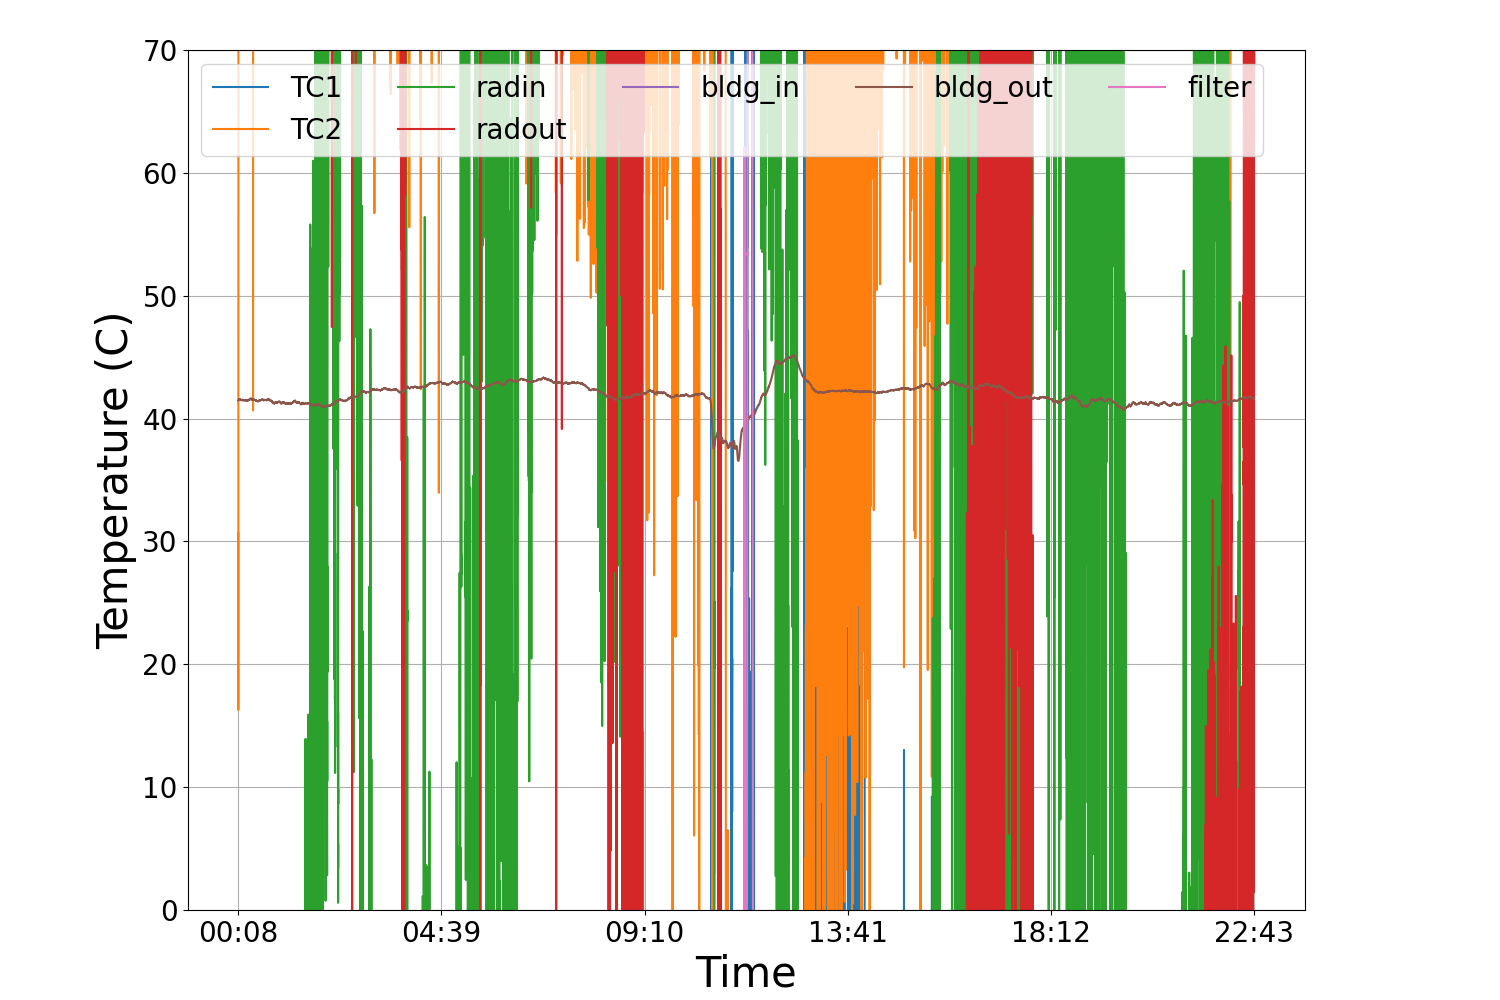 70
60
50
40
30
20
10
0
Temperature (C)
TC1
TC2
radin
radout
bldg_in
bldg_out
filter
00:08
04:39
09:10
13:41
18:12
22:43
Time